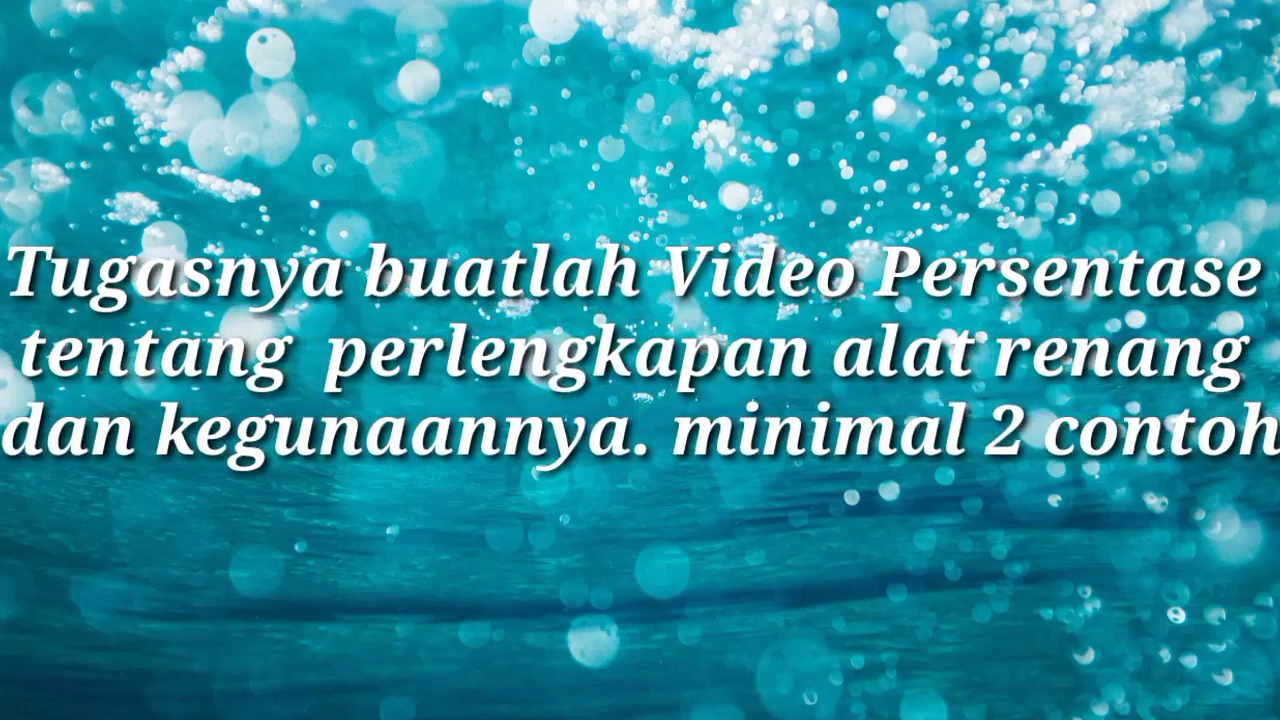 Tugasnya buatlah Video Persentase
tentang perlengkapan alat renang
dan kegunaannya. minimal 2 contoh